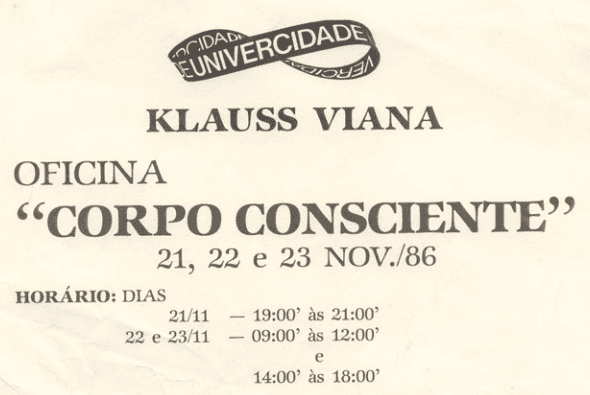 UNIVERCIDADE
KLAUSS VIANA
OFICINA
“CORPO CONSCIENTE”
21, 22 e 23 NOV./86
HORÁRIO: DIAS
21/11 — 19:00’ às 21:00’
22 e 23/11 — 09:00’ às 12:00’
e
14:00’ às 18:00’